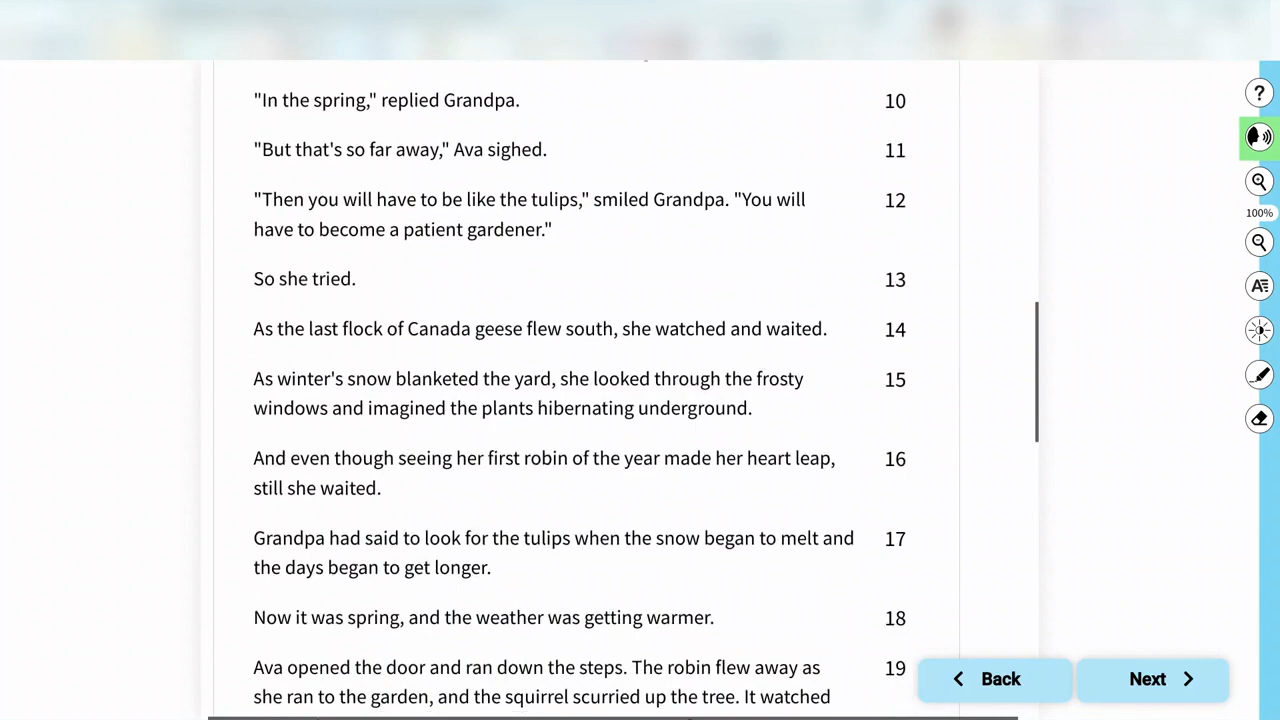 "In the spring," replied Grandpa. 10
"But that's so far away," Ava sighed. 11
"Then you will have to be like the tulips," smiled Grandpa. "You will 12
have to become a patient gardener."
So she tried. 13
As the last flock of Canada geese flew south, she watched and waited. 14
As winter's snow blanketed the yard, she looked through the frosty 15
windows and imagined the plants hibernating underground.
And even though seeing her first robin of the year made her heart leap, 16
still she waited.
Grandpa had said to look for the tulips when the snow began to melt and 17
the days began to get longer.
Now it was spring, and the weather was getting warmer. 18
Ava opened the door and ran down the steps. The robin flew away as 19
she ran to the garden, and the squirrel scurried up the tree. It watched
Back
Next
?
100%
A